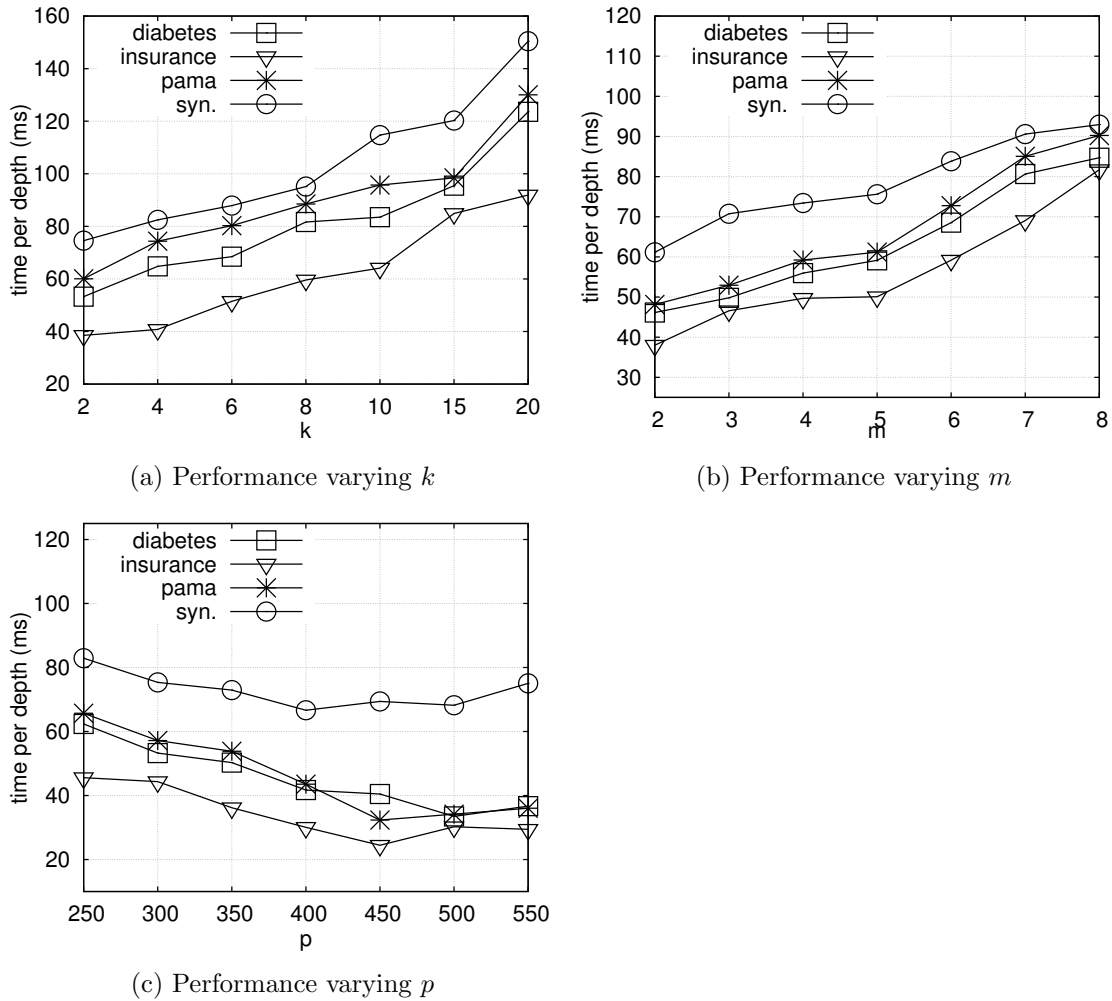 160
140
120
100
80
60
40
20
time per depth (ms)
diabetes
insurance
pama
syn.
2 4 6 8 10 15 20
k
(a) Performance varying k
120
110
100
90
80
70
60
50
40
30
time per depth (ms)
diabetes
insurance
pama
syn.
2 3 4 5 6 7 8
m
(b) Performance varying m
120
100
80
60
40
20
time per depth (ms)
diabetes
insurance
pama
syn.
250 300 350 400 450 500 550
p
(c) Performance varying p